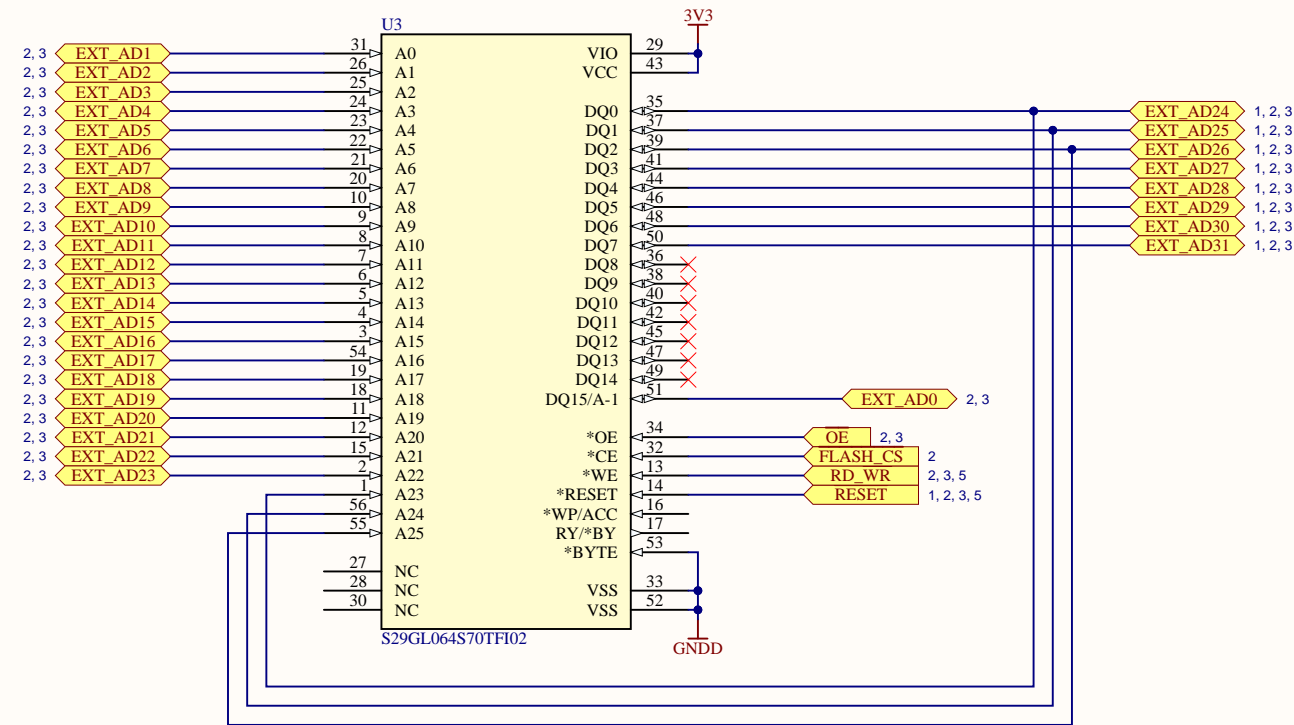 U3
3V3
2, 3 EXT_AD1 31 A0 VIO 29
2, 3 EXT_AD2 26 A1 VCC 43
2, 3 EXT_AD3 25 A2
2, 3 EXT_AD4 24 A3 DQ0 35 EXT_AD24 1, 2, 3
2, 3 EXT_AD5 23 A4 DQ1 37 EXT_AD25 1, 2, 3
2, 3 EXT_AD6 22 A5 DQ2 39 EXT_AD26 1, 2, 3
2, 3 EXT_AD7 21 A6 DQ3 41 EXT_AD27 1, 2, 3
2, 3 EXT_AD8 20 A7 DQ4 44 EXT_AD28 1, 2, 3
2, 3 EXT_AD9 10 A8 DQ5 46 EXT_AD29 1, 2, 3
2, 3 EXT_AD10 9 A9 DQ6 48 EXT_AD30 1, 2, 3
2, 3 EXT_AD11 8 A10 DQ7 50 EXT_AD31 1, 2, 3
2, 3 EXT_AD12 7 A11 DQ8 36
2, 3 EXT_AD13 6 A12 DQ9 38
2, 3 EXT_AD14 5 A13 DQ10 40
2, 3 EXT_AD15 4 A14 DQ11 42
2, 3 EXT_AD16 3 A15 DQ12 45
2, 3 EXT_AD17 54 A16 DQ13 47
2, 3 EXT_AD18 19 A17 DQ14 49
2, 3 EXT_AD19 18 A18 DQ15/A-1 51 EXT_AD0 2, 3
2, 3 EXT_AD20 11 A19
2, 3 EXT_AD21 12 A20 *OE 34 OE 2, 3
2, 3 EXT_AD22 15 A21 *CE 32 FLASH_CS 2
2, 3 EXT_AD23 2 A22 *WE 13 RD_WR 2, 3, 5
1 A23 *RESET 14 RESET 1, 2, 3, 5
56 A24 *WP/ACC 16
55 A25 RY/*BY 17
*BYTE 53
27 NC
28 NC VSS 33
30 NC VSS 52
S29GL064S70TFI02
GNDD